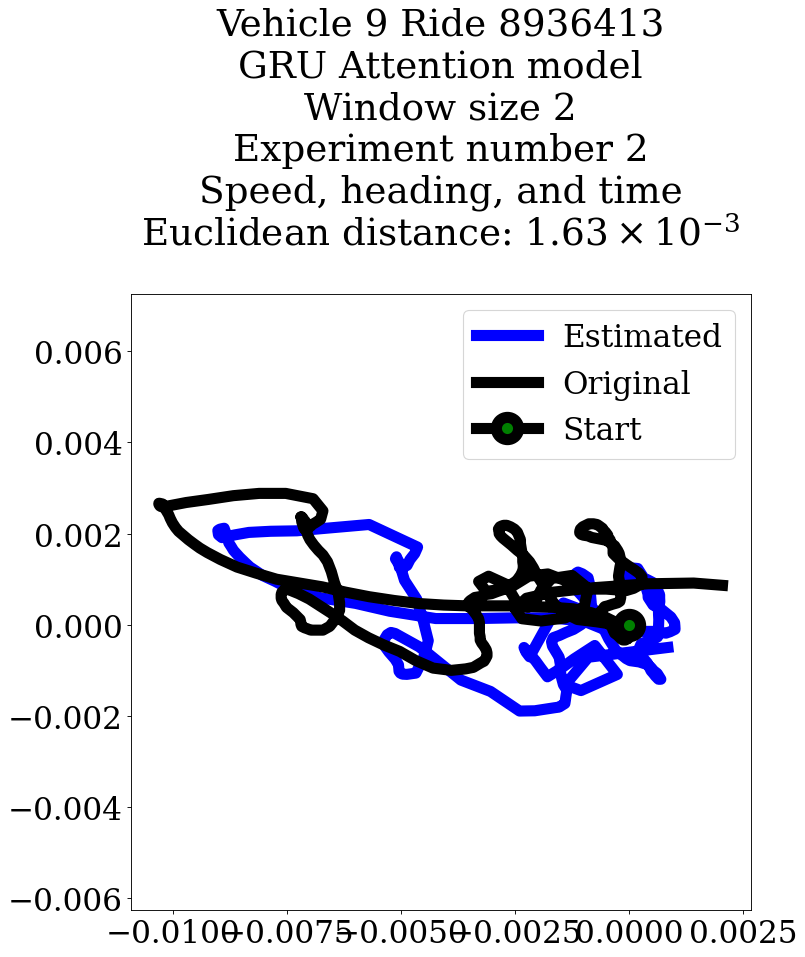 Vehicle 9 Ride 8936413
GRU Attention model
Window size 2
Experiment number 2
Speed, heading, and time
Euclidean distance: 1.63 × 10⁻³
Estimated
Original
Start
0.006
0.004
0.002
0.000
−0.002
−0.004
−0.006
−0.0100 −0.0075 −0.0050 −0.0025 0.0000 0.0025